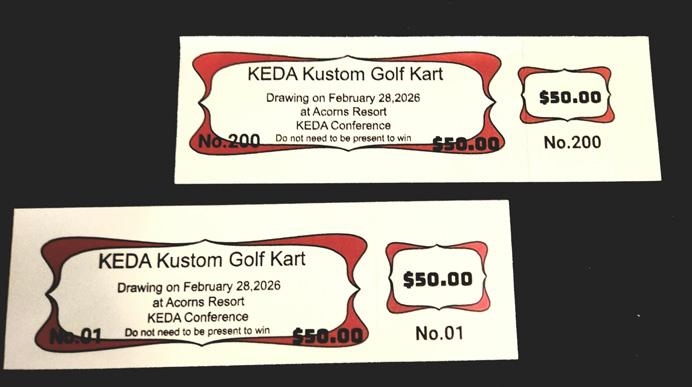 KEDA Kustom Golf Kart
Drawing on February 28,2026
at Acorns Resort
KEDA Conference
Do not need to be present to win
No.200
$50.00
$50.00
No.200
KEDA Kustom Golf Kart
Drawing on February 28,2026
at Acorns Resort
KEDA Conference
Do not need to be present to win
No.01
$50.00
$50.00
No.01